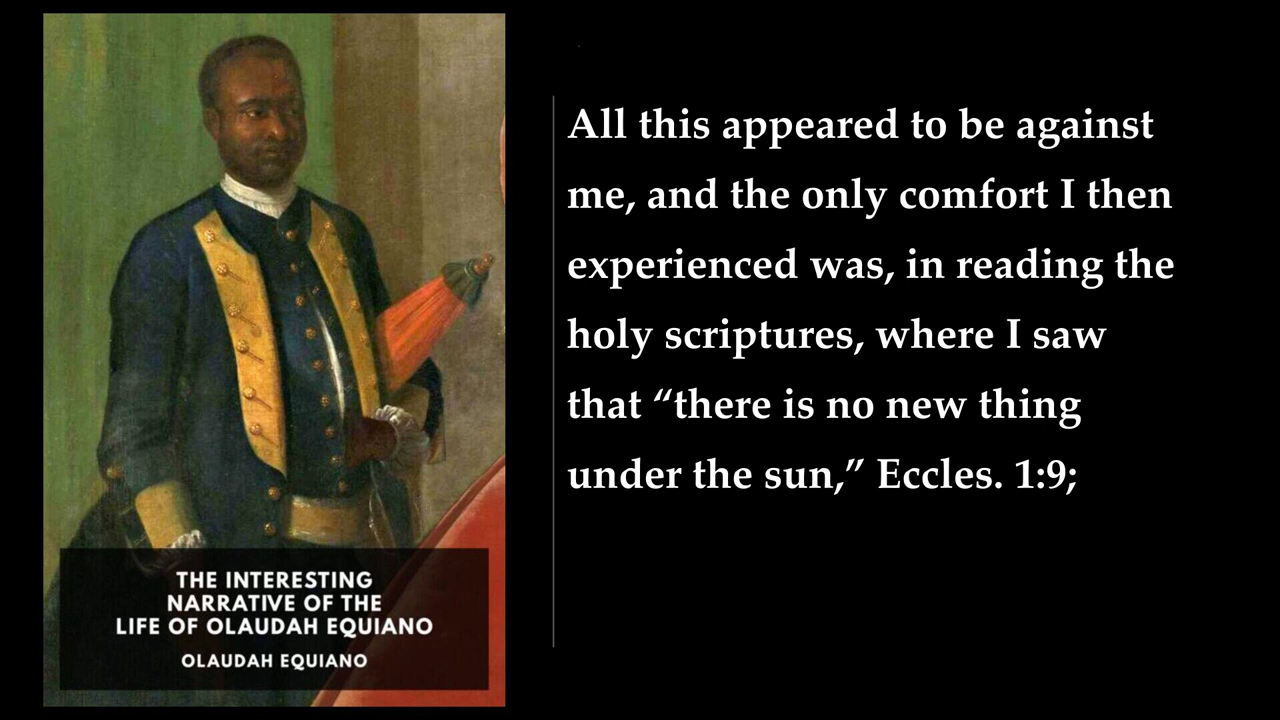 All this appeared to be against
me, and the only comfort I then
experienced was, in reading the
holy scriptures, where I saw
that “there is no new thing
under the sun,” Eccles. 1:9;
THE INTERESTING
NARRATIVE OF THE
LIFE OF OLAUDAH EQUIANO
OLAUDAH EQUIANO